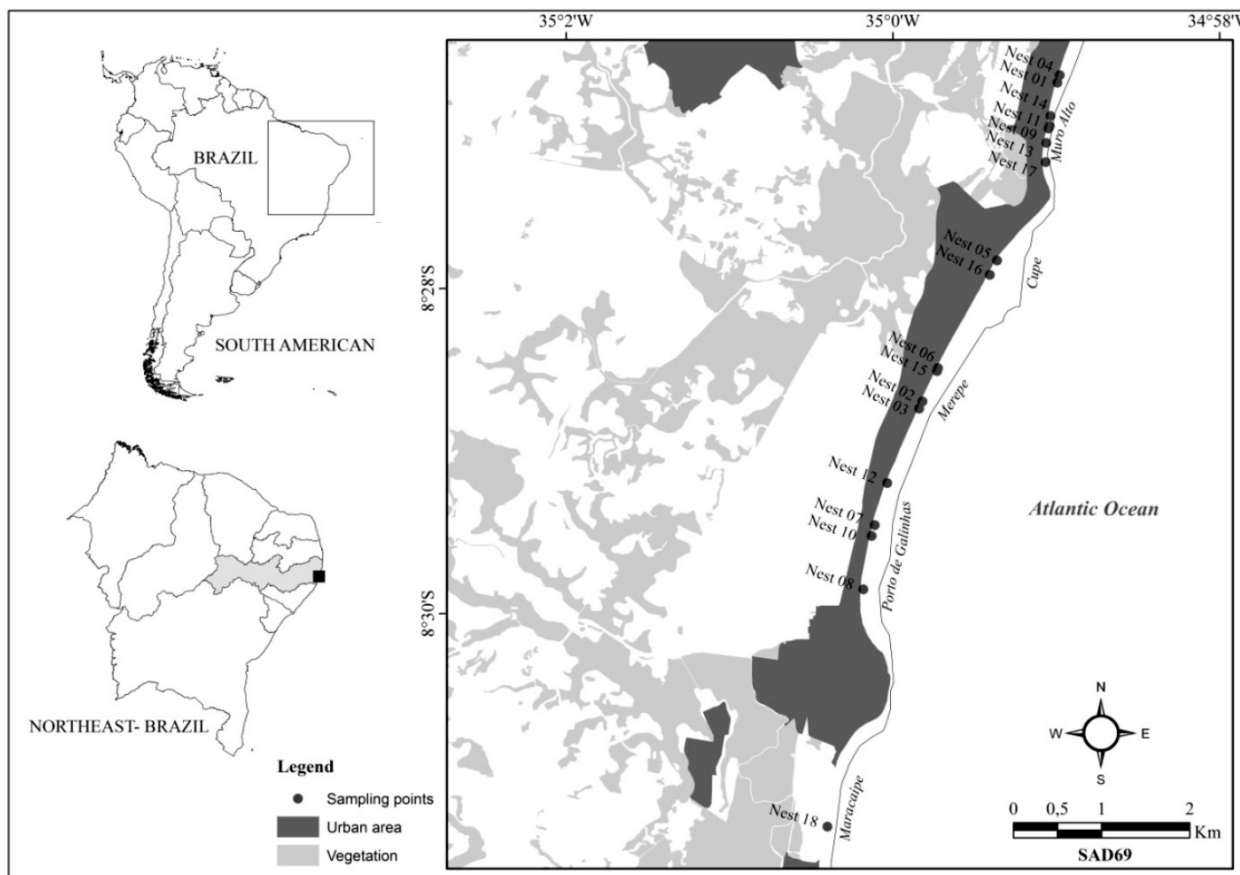 35°2'W
35°0'W
34°58'W
BRAZIL
SOUTH AMERICAN
NORTHEAST- BRAZIL
Legend
Sampling points
Urban area
Vegetation
8°28'S
8°30'S
Nest 04
Nest 01
Nest 14
Nest 11
Nest 09
Nest 13
Nest 17
Muro Alto
Nest 05
Nest 16
Cupe
Nest 06
Nest 15
Nest 02
Nest 03
Merepe
Nest 12
Nest 07
Nest 10
Nest 08
Porto de Galinhas
Atlantic Ocean
Nest 18
Maracaipe
N
W
E
S
0 0,5 1 2
Km
SAD69